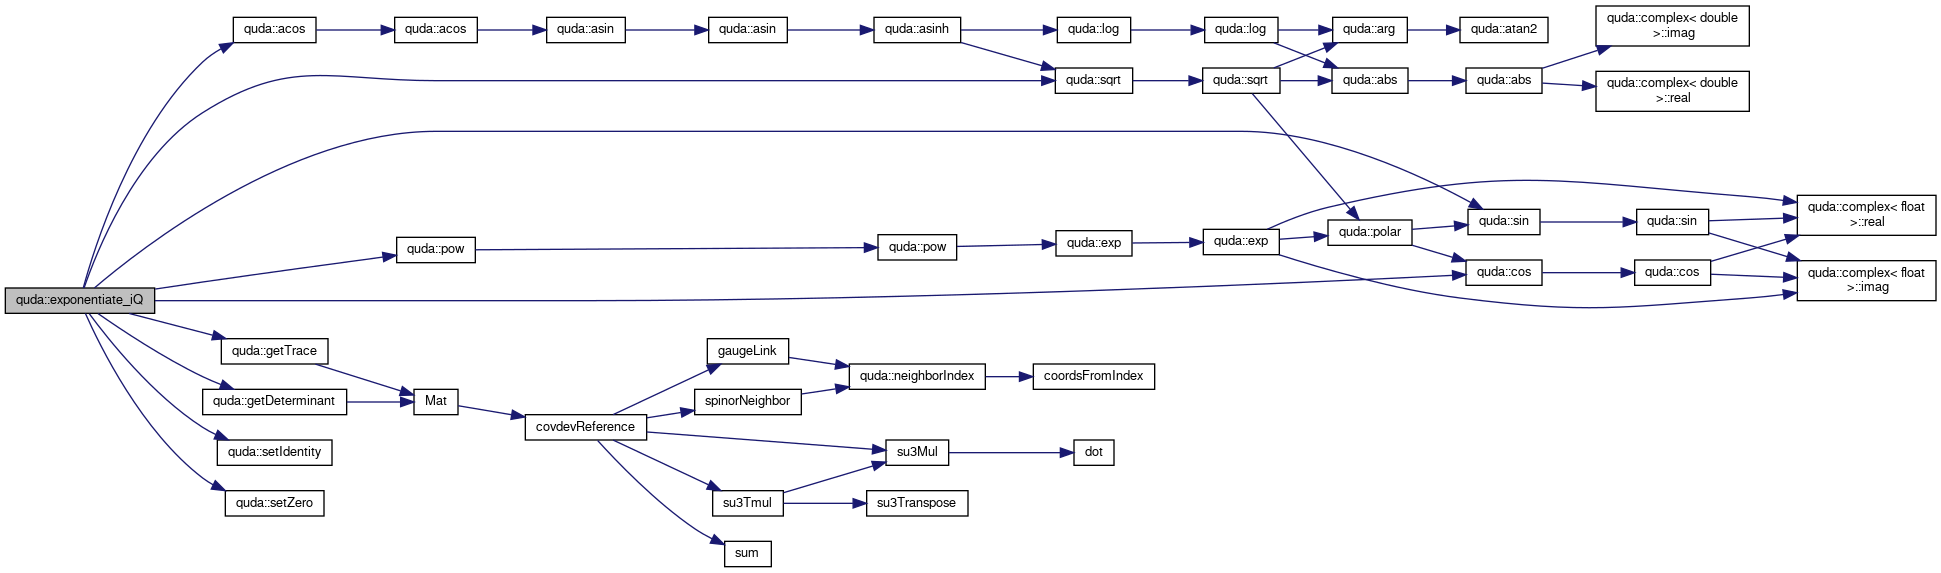 quda::exponentiate_iQ
quda::acos
quda::acos
quda::asin
quda::asin
quda::asinh
quda::log
quda::log
quda::arg
quda::atan2
quda::complex< double
>::imag
quda::sqrt
quda::sqrt
quda::abs
quda::abs
quda::complex< double
>::real
quda::pow
quda::pow
quda::exp
quda::exp
quda::polar
quda::sin
quda::sin
quda::complex< float
>::real
quda::cos
quda::cos
quda::complex< float
>::imag
quda::getTrace
quda::getDeterminant
Mat
quda::setIdentity
quda::setZero
covdevReference
gaugeLink
spinorNeighbor
quda::neighborIndex
coordsFromIndex
su3Mul
dot
su3Tmul
su3Transpose
sum